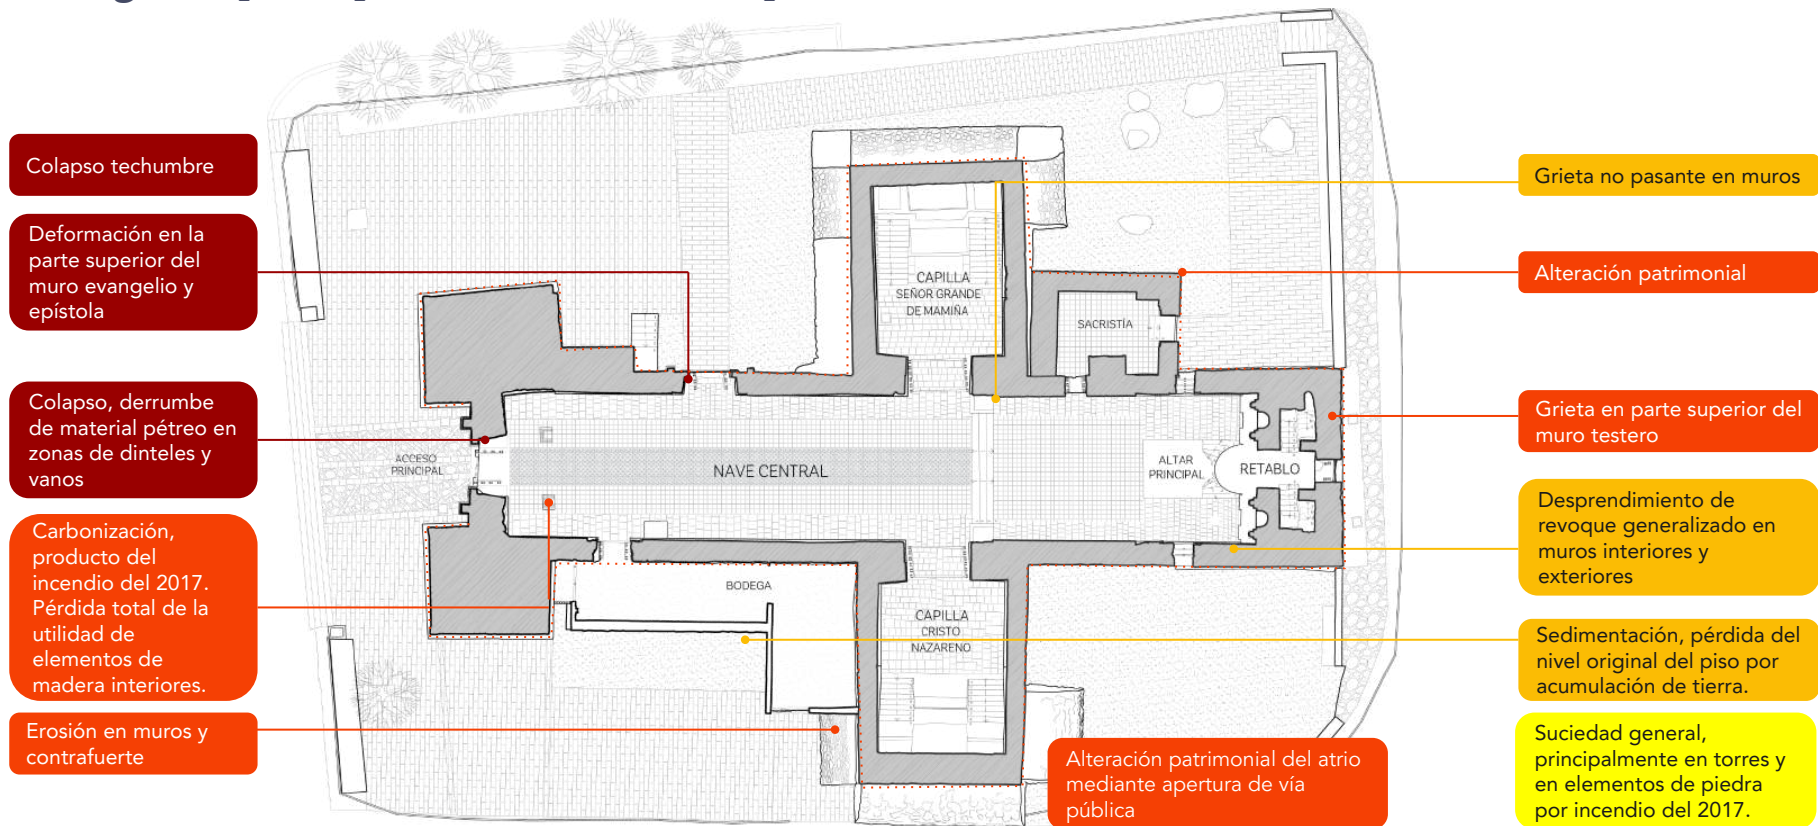 Colapso techumbre
Deformación en la
parte superior del
muro evangelio y
epístola
Colapso, derrumbe
de material pétreo en
zonas de dinteles y
vanos
Carbonización,
producto del
incendio del 2017.
Pérdida total de la
utilidad de
elementos de
madera interiores.
Erosión en muros y
contrafuerte
CAPILLA
SEÑOR GRANDE
DE MAMIÑA
SACRISTÍA
ACCESO
PRINCIPAL
NAVE CENTRAL
ALTAR
PRINCIPAL
RETABLO
BODEGA
CAPILLA
CRISTO
NAZARENO
Alteración patrimonial del atrio
mediante apertura de vía
pública
Grieta no pasante en muros
Alteración patrimonial
Grieta en parte superior del
muro testero
Desprendimiento de
revoque generalizado en
muros interiores y
exteriores
Sedimentación, pérdida del
nivel original del piso por
acumulación de tierra.
Suciedad general,
principalmente en torres y
en elementos de piedra
por incendio del 2017.